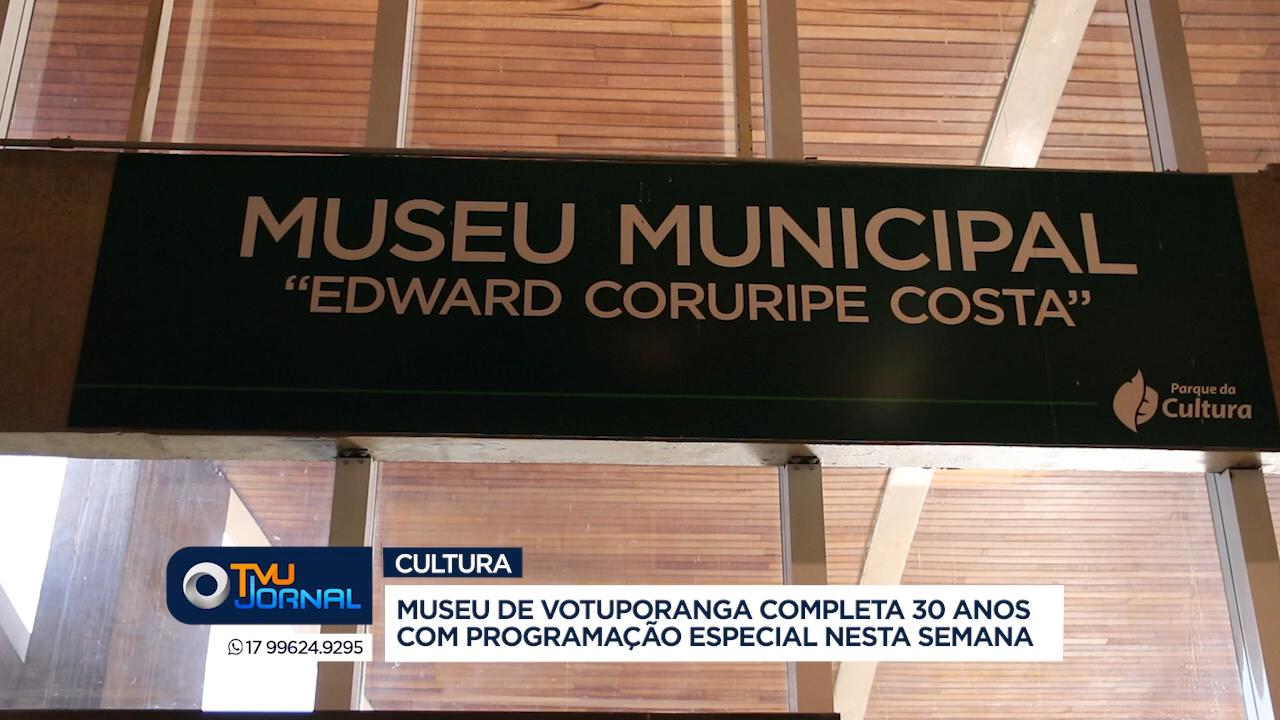 MUSEU MUNICIPAL
“EDWARD CORURIPE COSTA”
Parque da
Cultura
TVU
JORNAL
CULTURA
MUSEU DE VOTUPORANGA COMPLETA 30 ANOS
COM PROGRAMAÇÃO ESPECIAL NESTA SEMANA
17 99624.9295